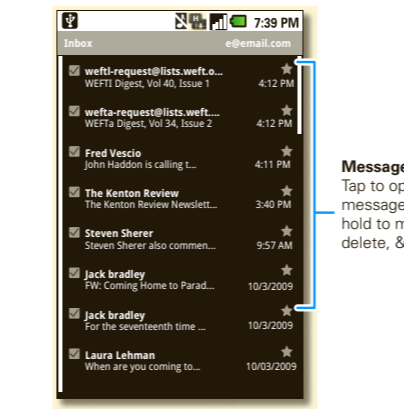 7:39 PM
Inbox e@email.com
weftl-request@lists.weft.o...
WEFTl Digest, Vol 40, Issue 1 4:12 PM
wefta-request@lists.weft....
WEFTa Digest, Vol 34, Issue 2 4:12 PM
Fred Vescio
John Haddon is calling t... 4:11 PM
The Kenton Review
The Kenton Review Newslett... 3:40 PM
Steven Sherer
Steven Sherer also commen... 9:57 AM
Jack bradley
FW: Coming Home to Parad... 10/3/2009
Jack bradley
For the seventeenth time ... 10/3/2009
Laura Lehman
When are you coming to... 10/03/2009
Message
Tap to op
message
hold to m
delete, &